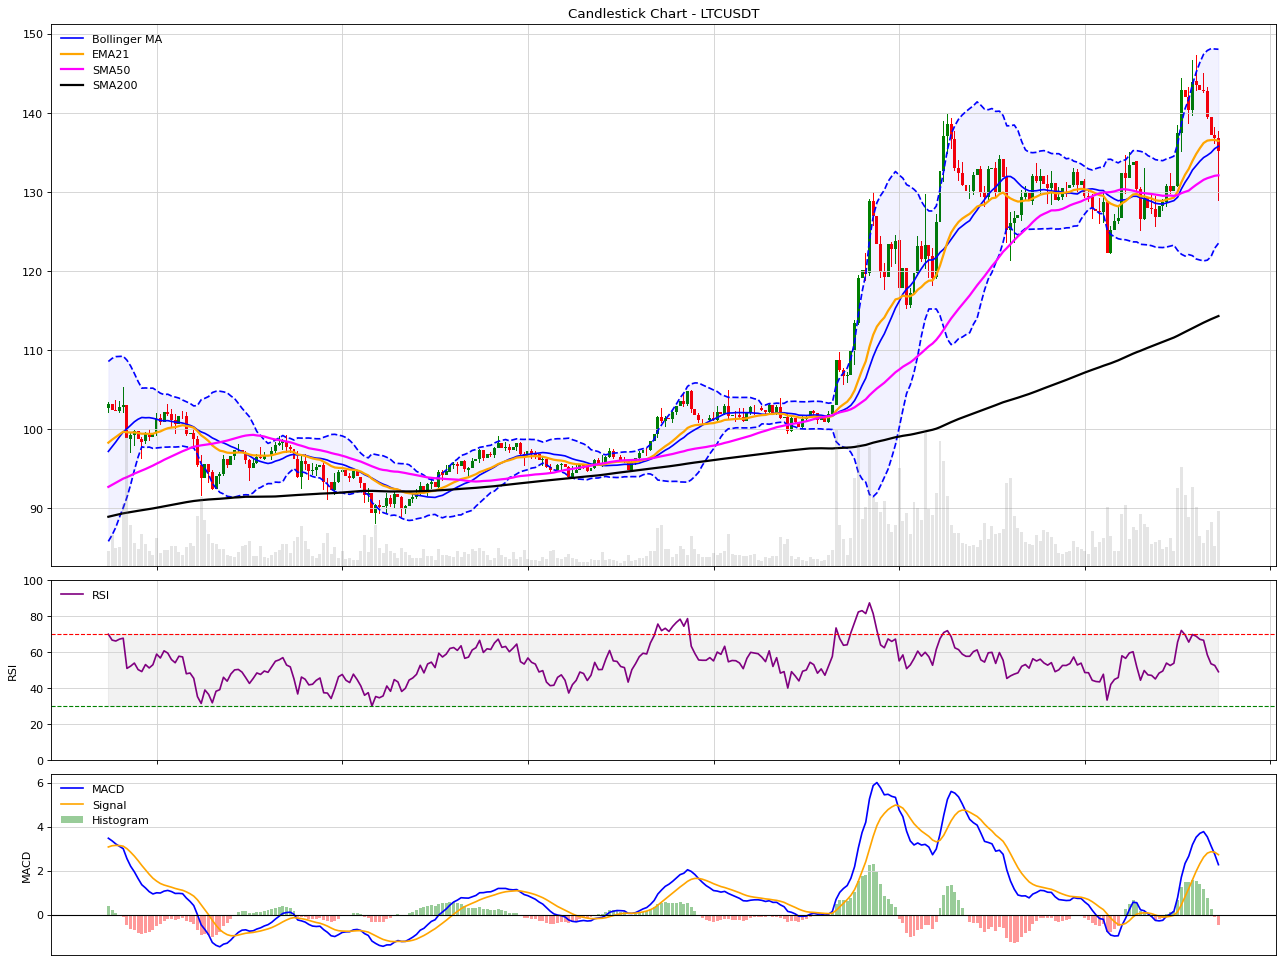 Candlestick Chart - LTCUSDT
150
140
130
120
110
100
90
Bollinger MA
EMA21
SMA50
SMA200
100
80
60
40
20
0
RSI
RSI
6
4
2
0
MACD
MACD
Signal
Histogram